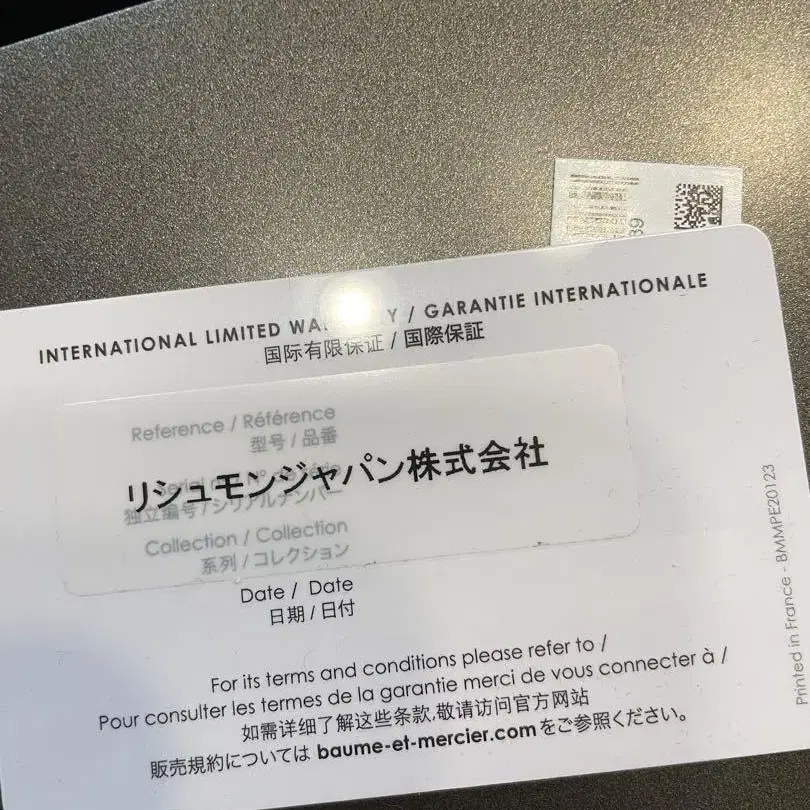 39
INTERNATIONAL LIMITED / GARANTIE INTERNATIONALE
国际有限保证 / 国際保証
Reference / Référence
型号 / 品番
リシュモンジャパン株式会社
独立编号 / シリアルナンバー
Collection / Collection
系列 / コレクション
Date / Date
日期 / 日付
For its terms and conditions please refer to /
Pour consulter les termes de la garantie merci de vous connecter à /
如需详细了解这些条款,敬请访问官方网站
販売規約については baume-et-mercier.comをご参照ください。
Printed in France - BMMPE20123